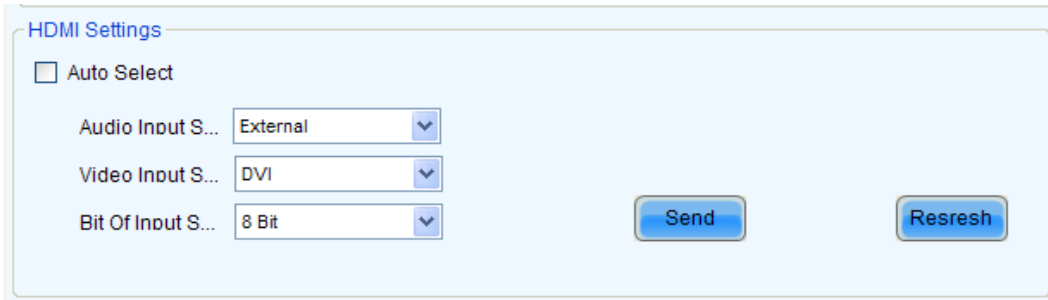 HDMI Settings
Auto Select
Audio Input S... External
Video Input S... DVI
Bit Of Input S... 8 Bit
Send Resresh